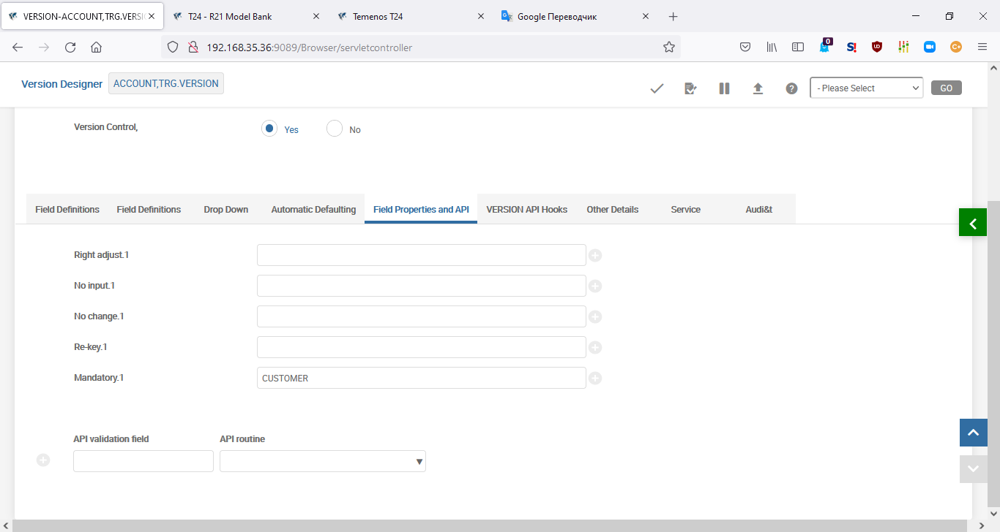 VERSION-ACCOUNT,TRG.VERSI
T24 - R21 Model Bank
Temenos T24
Google Переводчик
192.168.35.36:9089/Browser/servletcontroller
0
S!
UD
C+
Version Designer ACCOUNT,TRG.VERSION
?
- Please Select
GO
Version Control, Yes No
Field Definitions Field Definitions Drop Down Automatic Defaulting Field Properties and API VERSION API Hooks Other Details Service Audi&t
Right adjust.1
No input.1
No change.1
Re-key.1
Mandatory.1 CUSTOMER
API validation field API routine